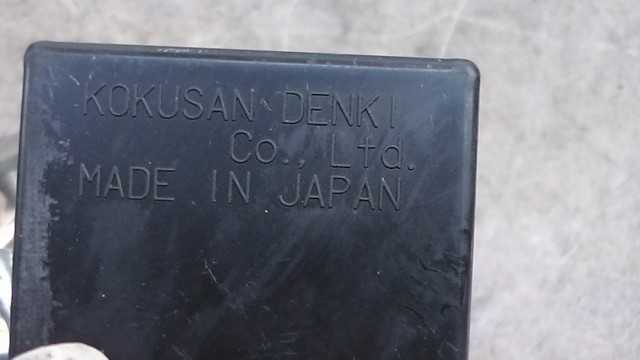 KOKUSAN DENKI
Co., Ltd.
MADE IN JAPAN